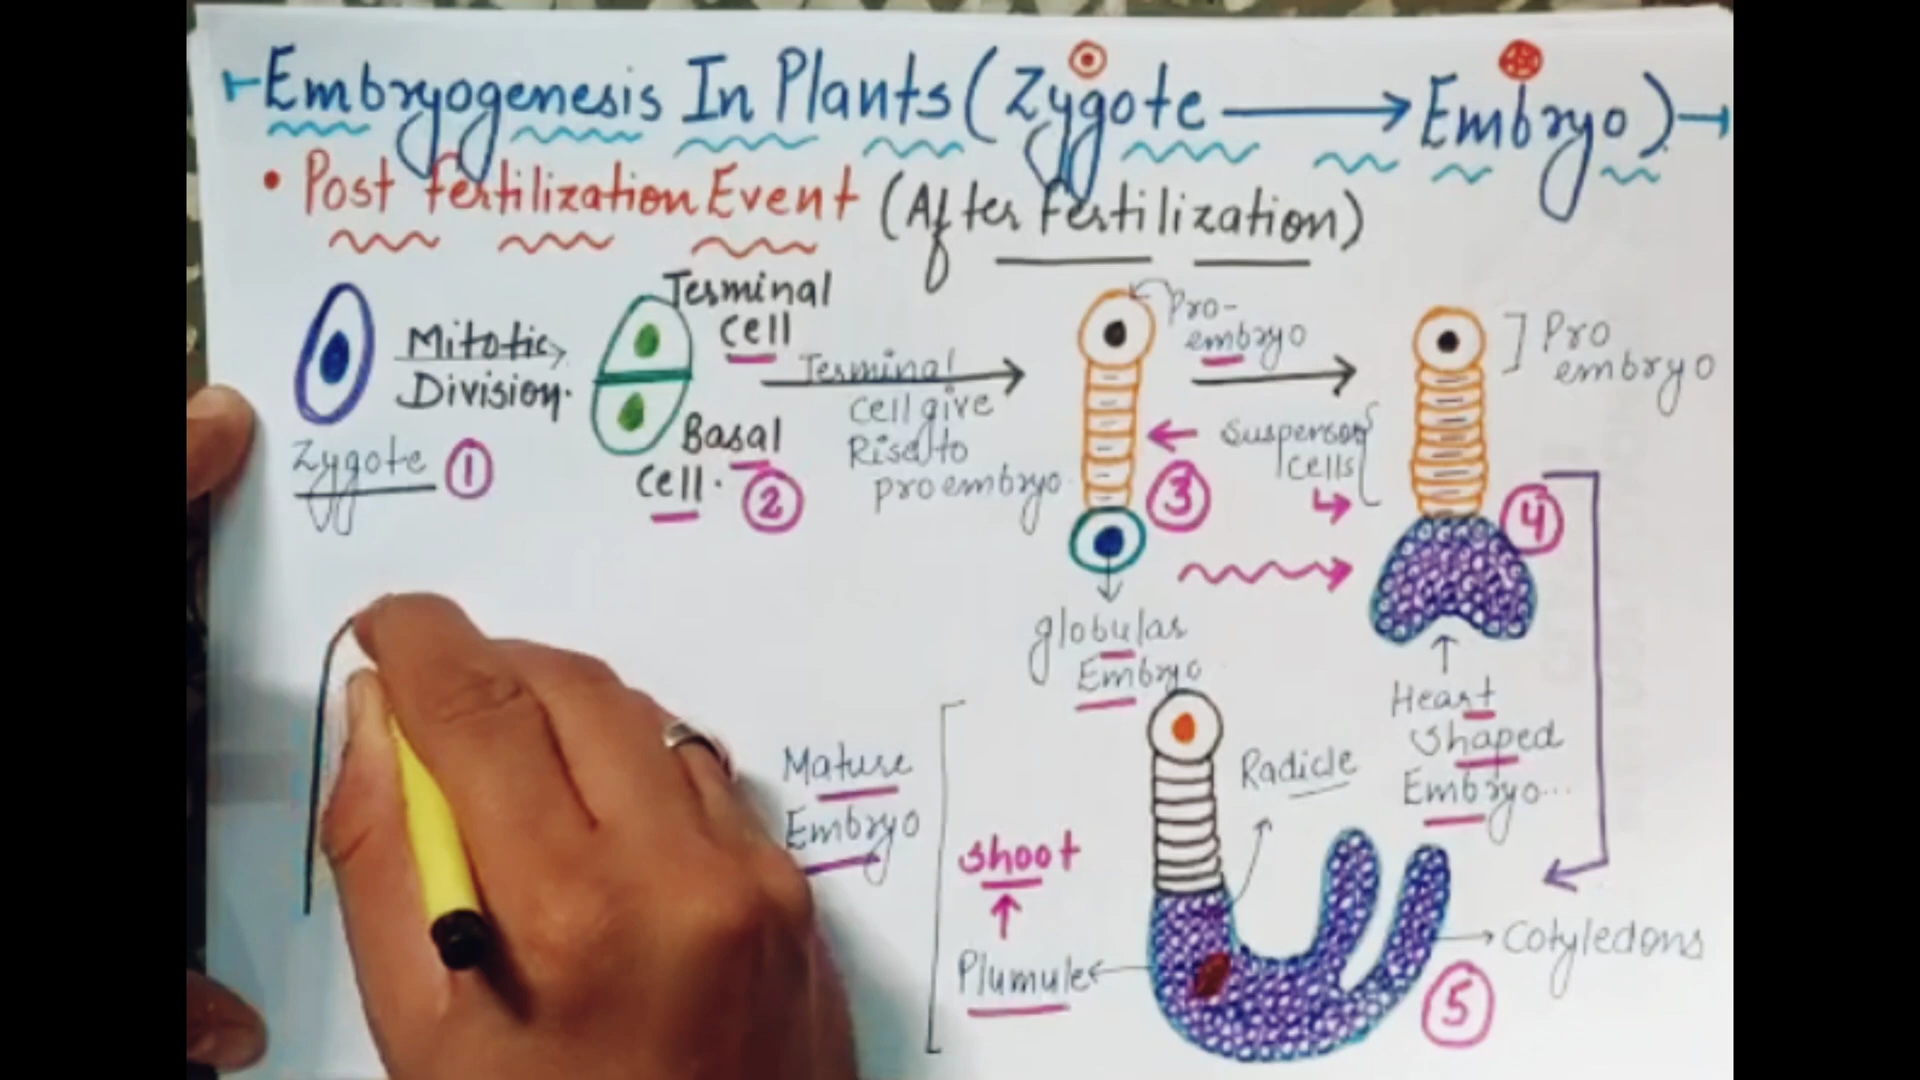 Embryogenesis In Plants (Zygote → Embryo)
• Post fertilization Event (After Fertilization)
Mitotic
Division.
Zygote ①
Terminal
Cell
Basal
Cell. ②
Terminal
Cell give
Rise to
proembryo
Pro-
embryo
③
Suspensor
Cells
Pro
embryo
④
globular
Embryo
Heart
Shaped
Embryo...
Mature
Embryo
Shoot
Plumule
Radicle
Cotyledons
⑤